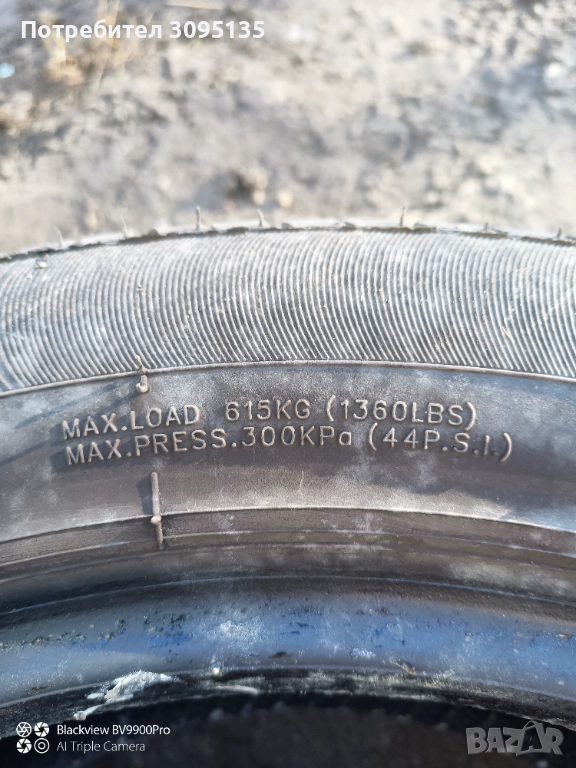 Потребител 3095135
MAX.LOAD 615KG (1360LBS)
MAX.PRESS.300KPa (44P.S.I.)
Blackview BV9900Pro
AI Triple Camera
BAZAR